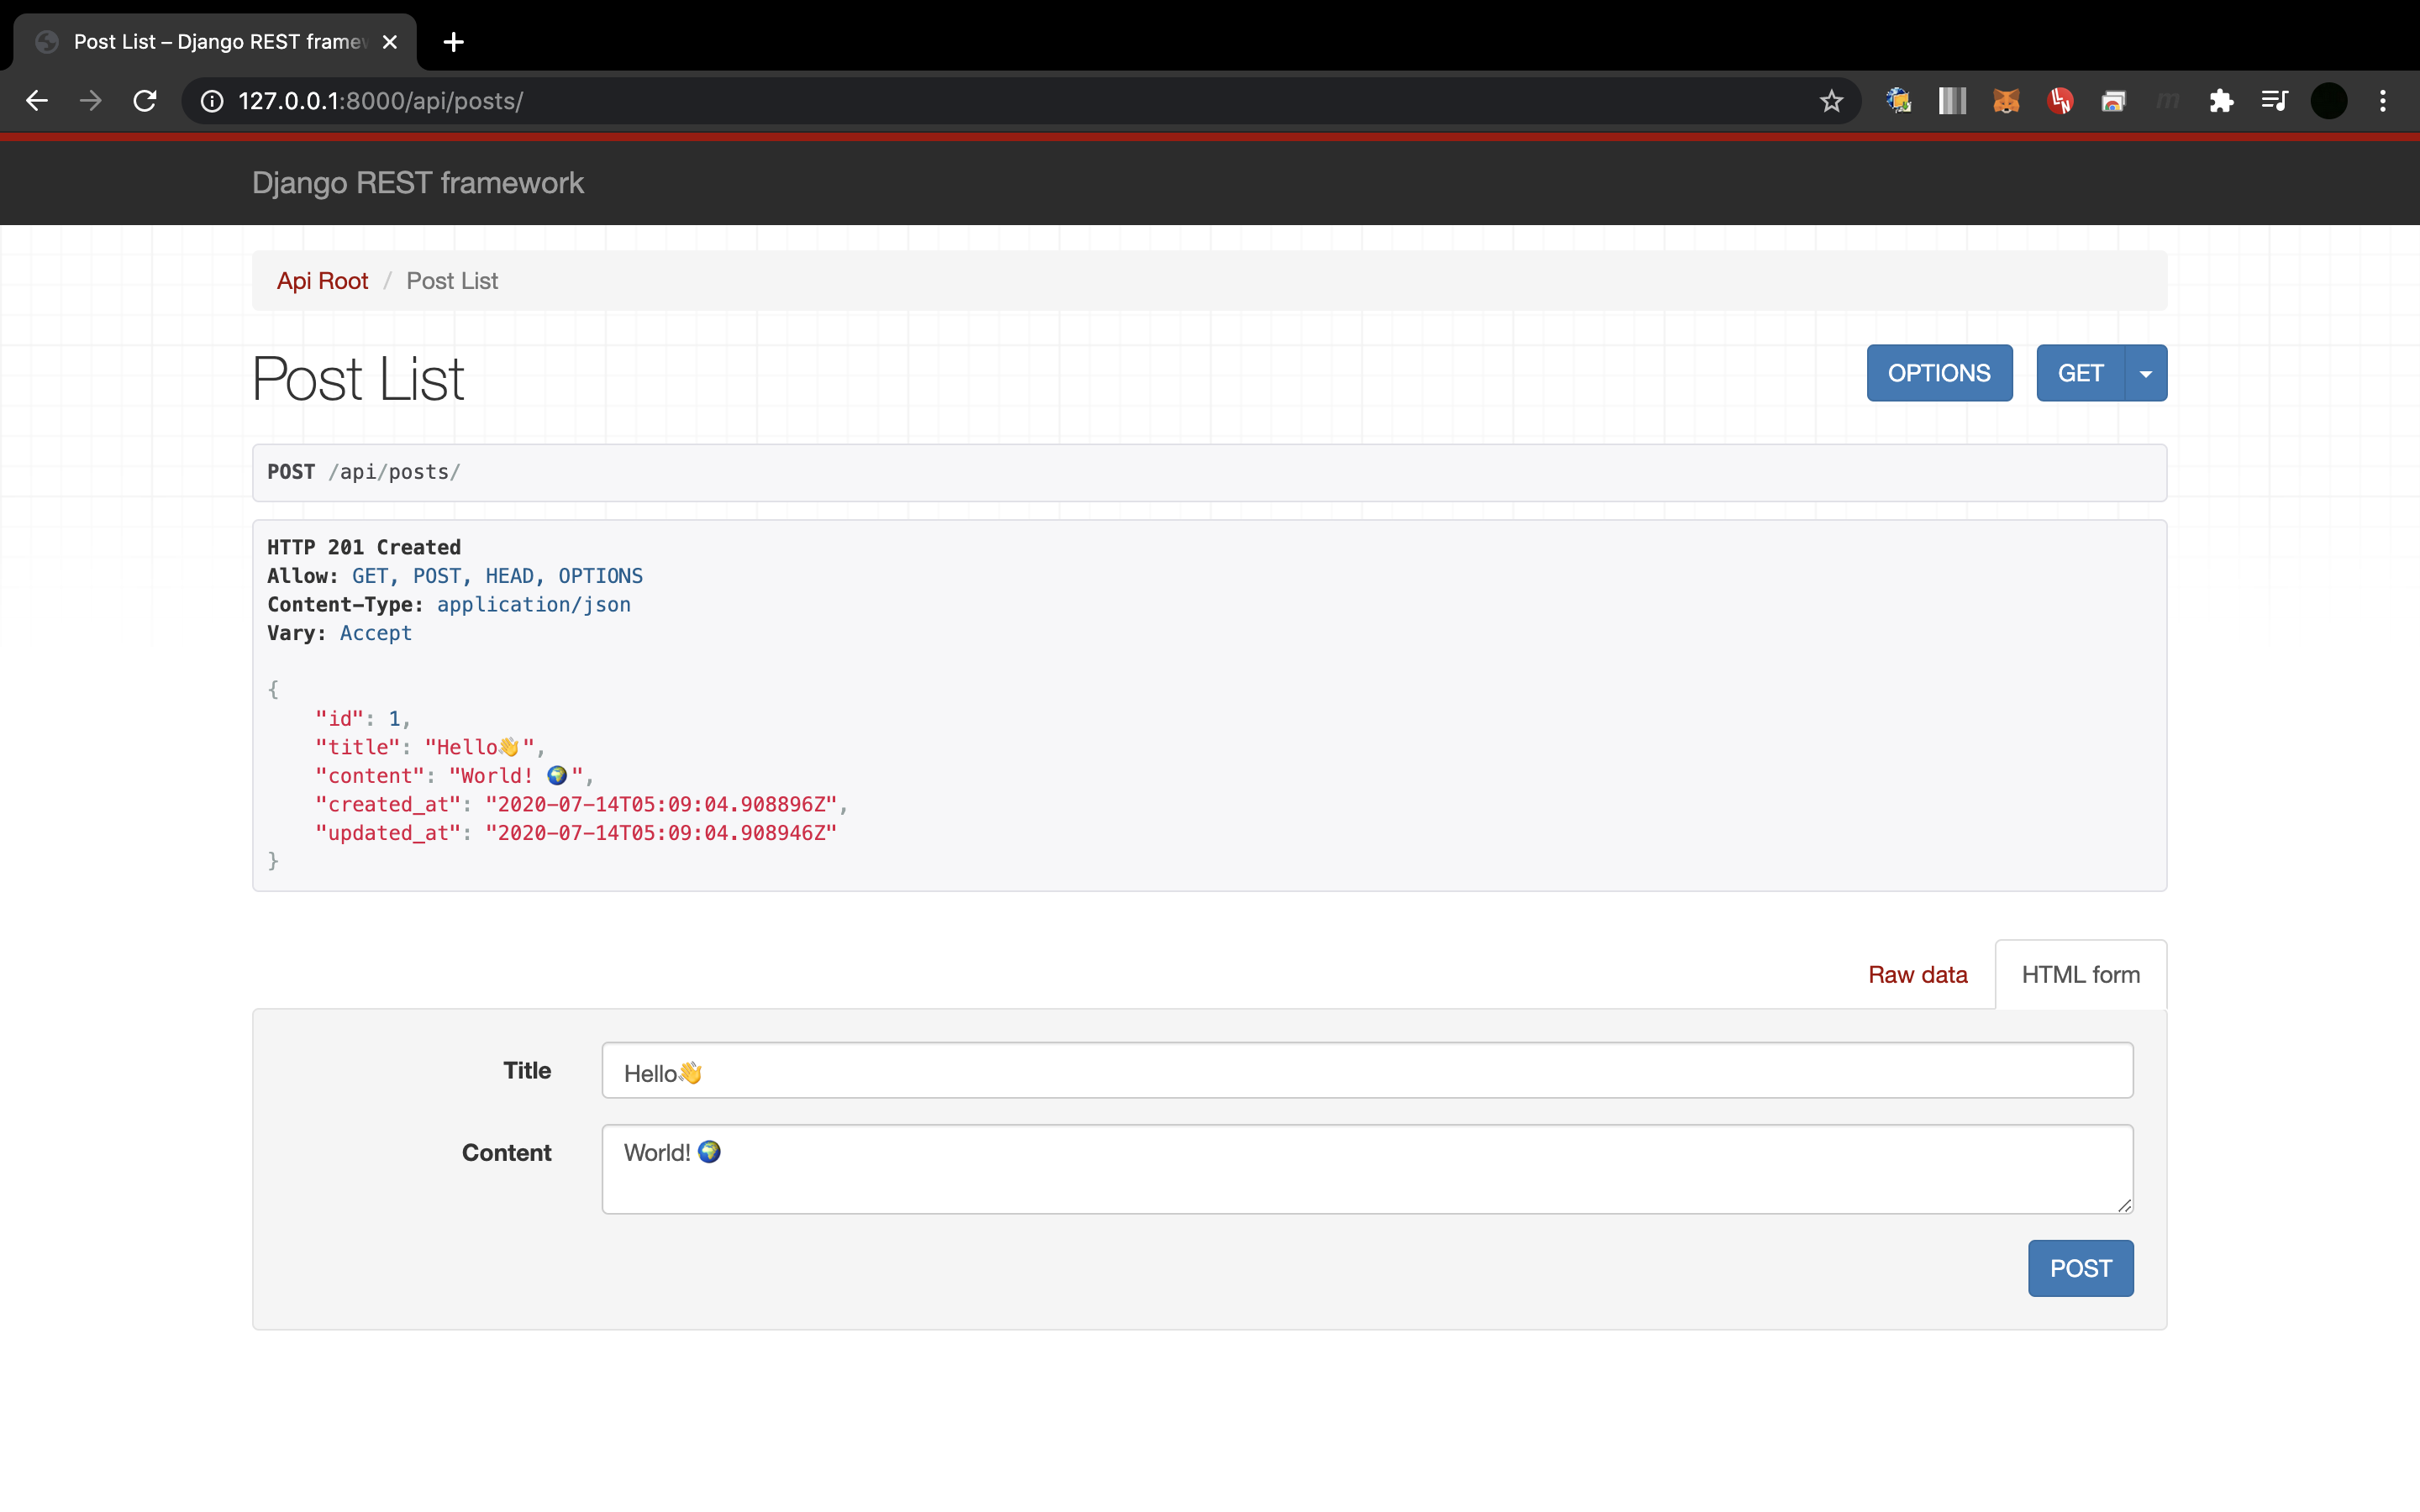 Post List – Django REST framew
127.0.0.1:8000/api/posts/
Django REST framework
Api Root / Post List
Post List
OPTIONS
GET
POST /api/posts/
HTTP 201 Created
Allow: GET, POST, HEAD, OPTIONS
Content-Type: application/json
Vary: Accept
{
    "id": 1,
    "title": "Hello👋",
    "content": "World! 🌍",
    "created_at": "2020-07-14T05:09:04.908896Z",
    "updated_at": "2020-07-14T05:09:04.908946Z"
}
Raw data
HTML form
Title
Hello👋
Content
World! 🌍
POST